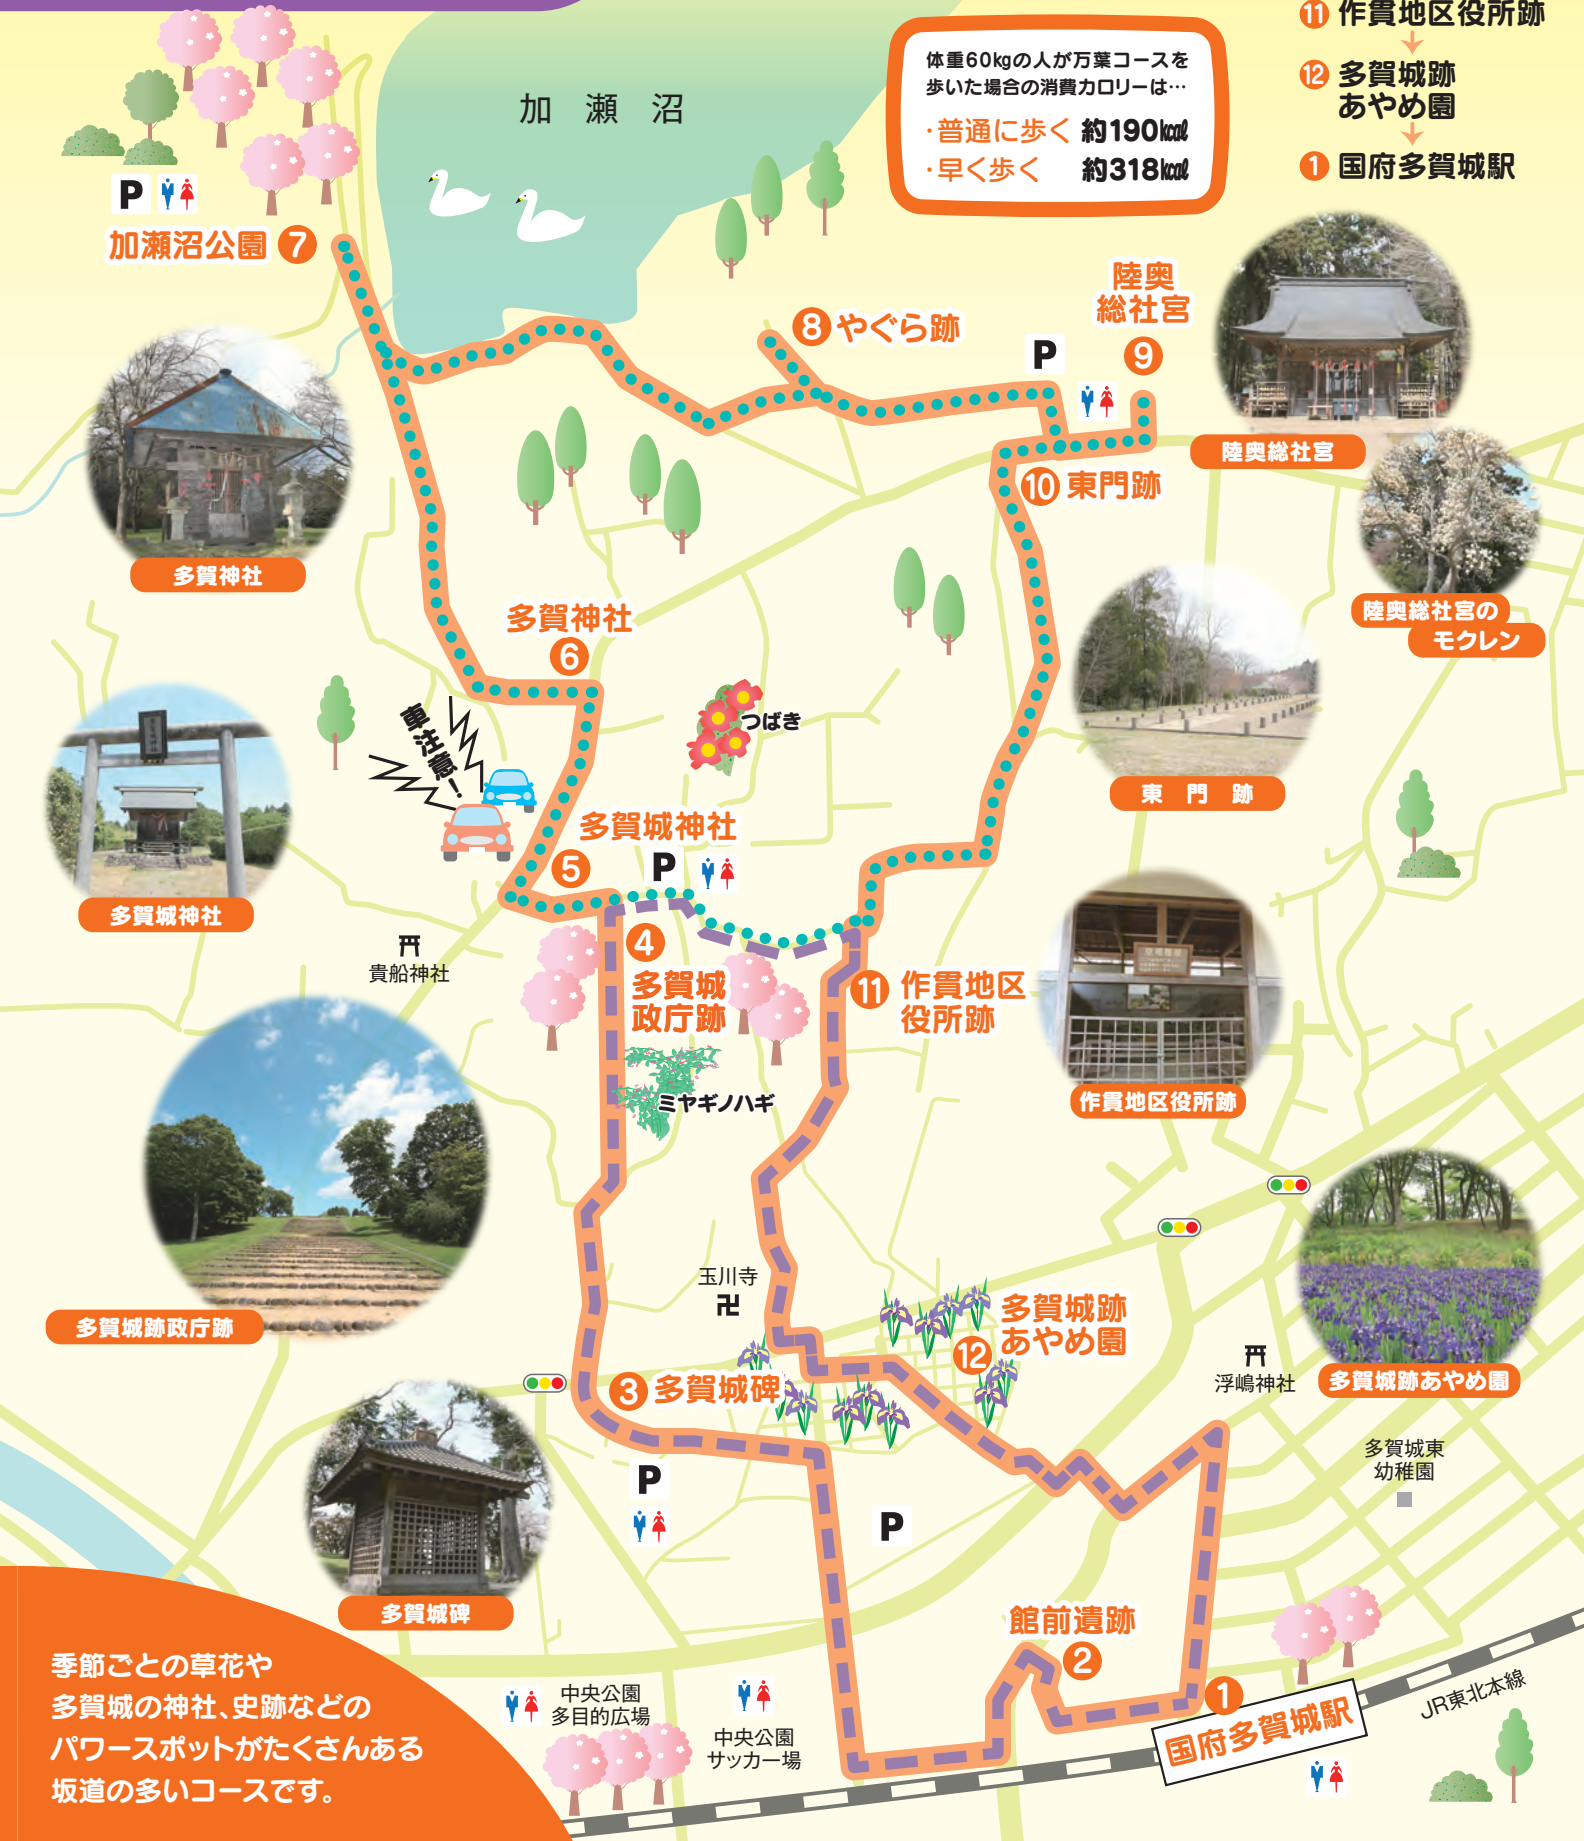 ⑪ 作貫地区役所跡
⑫ 多賀城跡
あやめ園
① 国府多賀城駅
体重60kgの人が万葉コースを
歩いた場合の消費カロリーは…
・普通に歩く 約190㎉
・早く歩く 約318㎉
加瀬沼
P
加瀬沼公園 ⑦
⑧ やぐら跡
陸奥
総社宮
⑨
P
陸奥総社宮
⑩ 東門跡
多賀神社
陸奥総社宮の
モクレン
多賀神社
⑥
つばき
車注意!
東門跡
多賀城神社
⑤
P
多賀城神社
④
多賀城
政庁跡
貴船神社
⑪ 作貫地区
役所跡
ミヤギノハギ
作貫地区役所跡
玉川寺
多賀城跡政庁跡
多賀城跡
あやめ園
⑫
③ 多賀城碑
浮嶋神社
多賀城跡あやめ園
多賀城東
幼稚園
P
P
多賀城碑
館前遺跡
②
①
国府多賀城駅
JR東北本線
中央公園
多目的広場
中央公園
サッカー場
季節ごとの草花や
多賀城の神社、史跡などの
パワースポットがたくさんある
坂道の多いコースです。